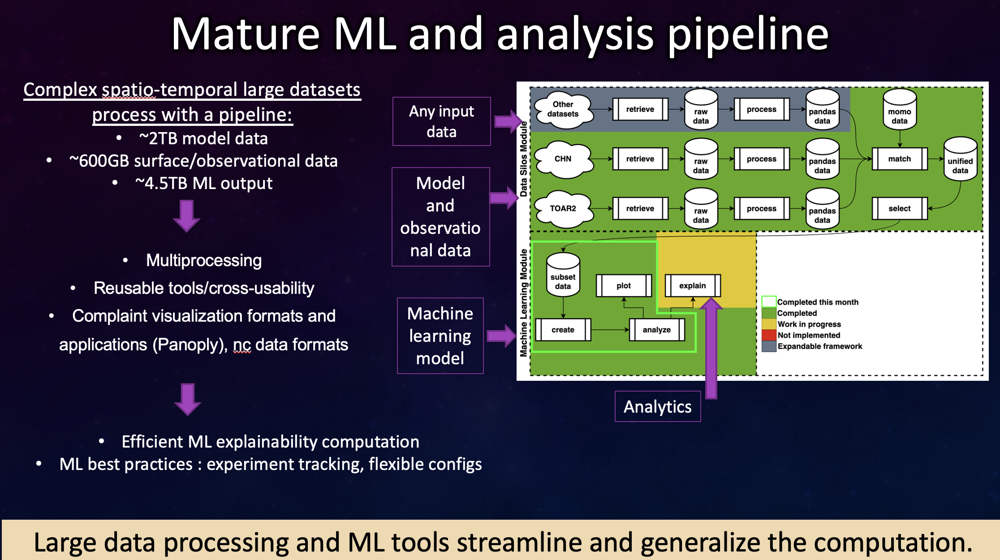 Mature ML and analysis pipeline
Complex spatio-temporal large datasets
process with a pipeline:
• ~2TB model data
• ~600GB surface/observational data
• ~4.5TB ML output
• Multiprocessing
• Reusable tools/cross-usability
• Complaint visualization formats and
applications (Panoply), nc data formats
• Efficient ML explainability computation
• ML best practices : experiment tracking, flexible configs
Any input
data
Model
and
observatio
nal data
Machine
learning
model
Analytics
Data Silos Module
Other
datasets
retrieve
raw
data
process
pandas
data
momo
data
CHN
retrieve
raw
data
process
pandas
data
match
unified
data
TOAR2
retrieve
raw
data
process
pandas
data
select
Machine Learning Module
subset
data
plot
explain
create
analyze
Completed this month
Completed
Work in progress
Not implemented
Expandable framework
Large data processing and ML tools streamline and generalize the computation.